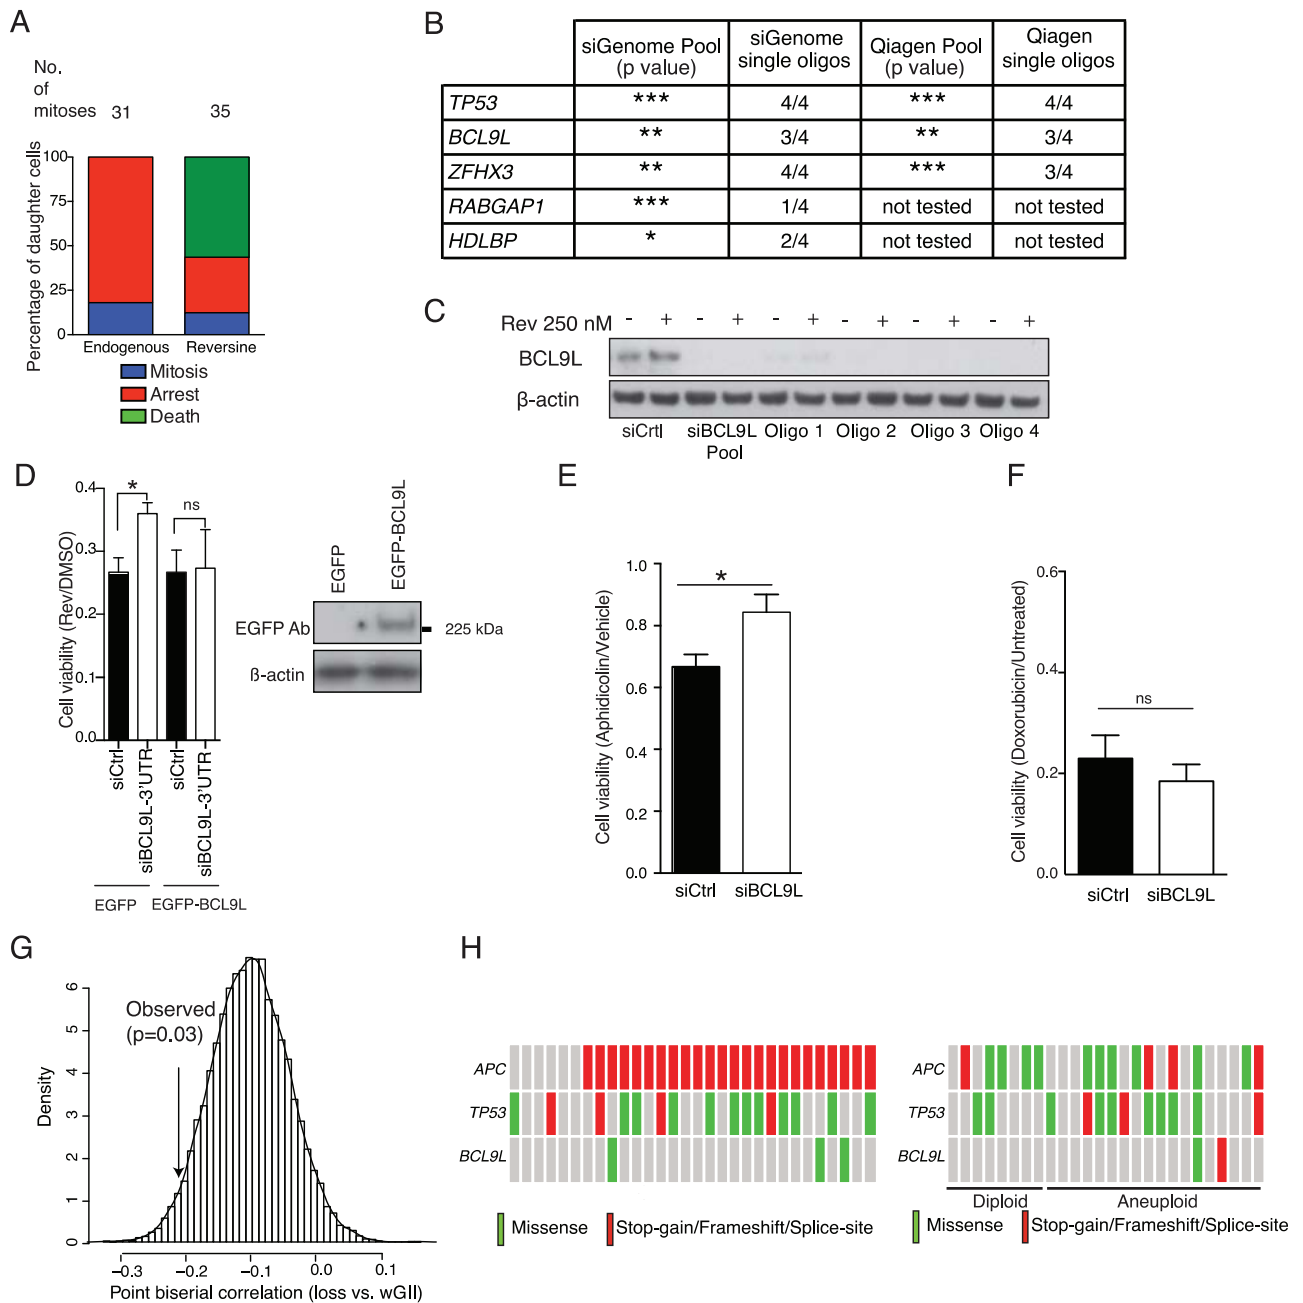 A
No.
of
mitoses 31 35
Percentage of daughter cells
100
75
50
25
0
Endogenous Reversine
Mitosis
Arrest
Death
B
siGenome Pool (p value) siGenome single oligos Qiagen Pool (p value) Qiagen single oligos
TP53 *** 4/4 *** 4/4
BCL9L ** 3/4 ** 3/4
ZFHX3 ** 4/4 *** 3/4
RABGAP1 *** 1/4 not tested not tested
HDLBP * 2/4 not tested not tested
C
Rev 250 nM - + - + - + - + - + - +
BCL9L
β-actin
siCrtl siBCL9L Pool Oligo 1 Oligo 2 Oligo 3 Oligo 4
D
Cell viability (Rev/DMSO)
0.4
0.3
0.2
0.1
0.0
* ns
siCtrl
siBCL9L-3'UTR
siCtrl
siBCL9L-3'UTR
EGFP EGFP-BCL9L
EGFP
EGFP-BCL9L
EGFP Ab
225 kDa
ß-actin
E
Cell viability (Aphidicolin/Vehicle)
1.0
0.8
0.6
0.4
0.2
0.0
*
siCtrl siBCL9L
F
Cell viability (Doxorubicin/Untreated)
0.6
0.4
0.2
0.0
ns
siCtrl siBCL9L
G
Density
6
5
4
3
2
1
0
Observed
(p=0.03)
−0.3 −0.2 −0.1 0.0 0.1
Point biserial correlation (loss vs. wGII)
H
APC
TP53
BCL9L
Missense Stop-gain/Frameshift/Splice-site
APC
TP53
BCL9L
Diploid Aneuploid
Missense Stop-gain/Frameshift/Splice-site